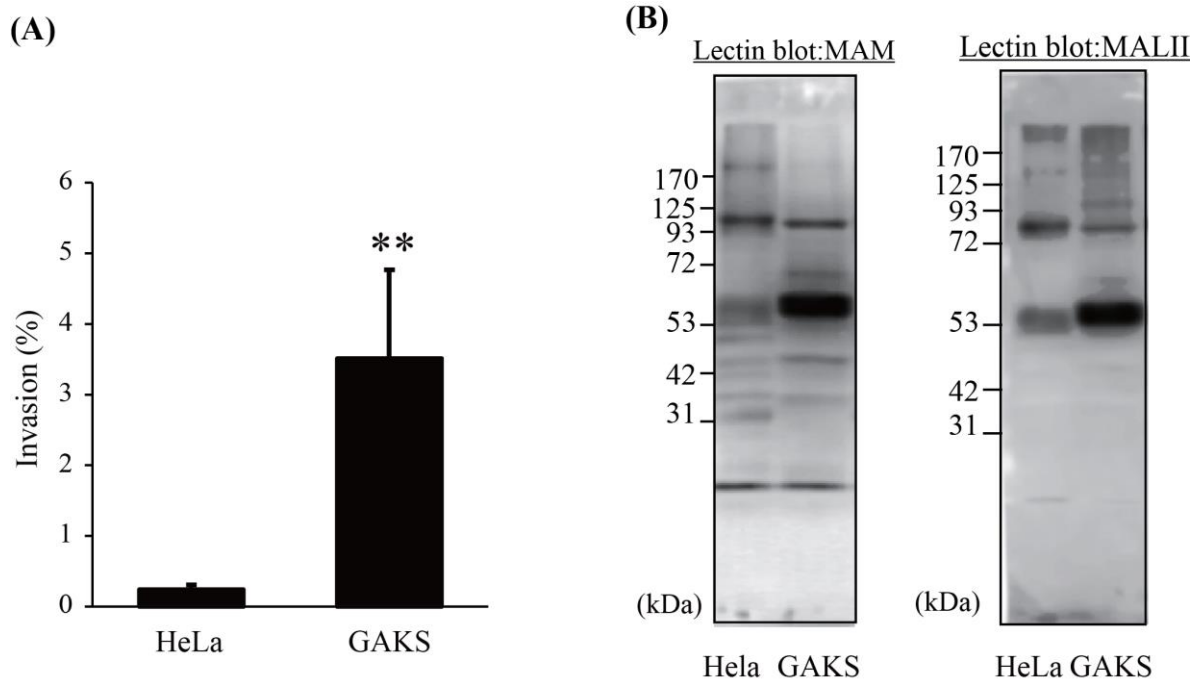 (A)
Invasion (%)
6
5
4
3
2
1
0
**
HeLa
GAKS
(B)
Lectin blot:MAM
170
125
93
72
53
42
31
(kDa)
Hela GAKS
Lectin blot:MALII
170
125
93
72
53
42
31
(kDa)
HeLa GAKS